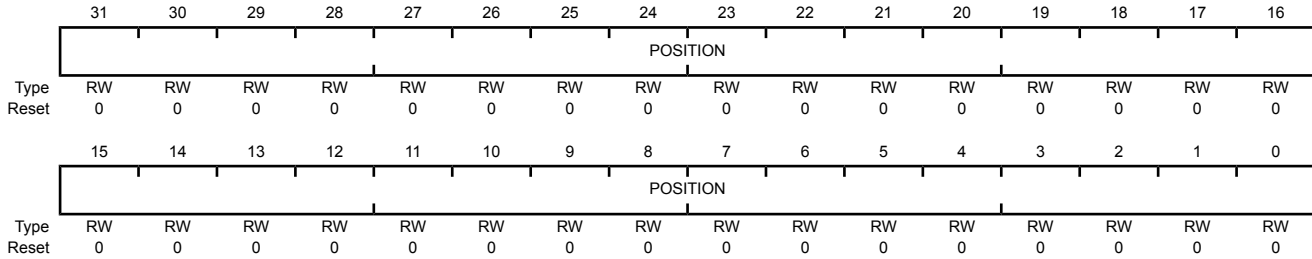 31 30 29 28 27 26 25 24 23 22 21 20 19 18 17 16
POSITION
Type RW RW RW RW RW RW RW RW RW RW RW RW RW RW RW RW
Reset 0 0 0 0 0 0 0 0 0 0 0 0 0 0 0 0
15 14 13 12 11 10 9 8 7 6 5 4 3 2 1 0
POSITION
Type RW RW RW RW RW RW RW RW RW RW RW RW RW RW RW RW
Reset 0 0 0 0 0 0 0 0 0 0 0 0 0 0 0 0